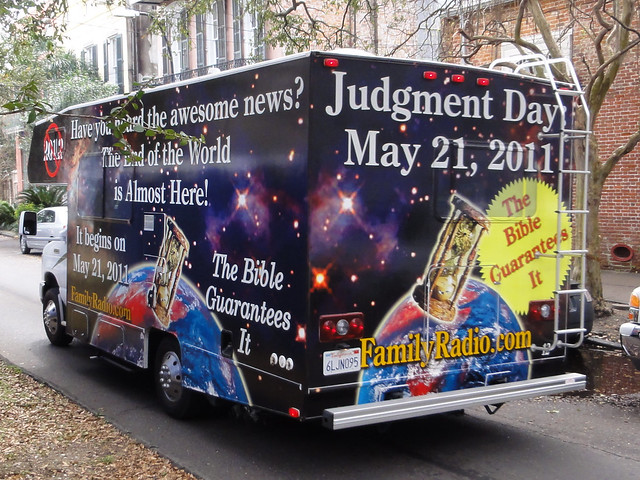 Have you heard the awesome news?
The End of the World
is Almost Here!
It begins on
May 21, 2011
The Bible
Guarantees
It
FamilyRadio.com
2012
Judgment Day
May 21, 2011
The
Bible
Guarantees
It
6LJN095
FamilyRadio.com